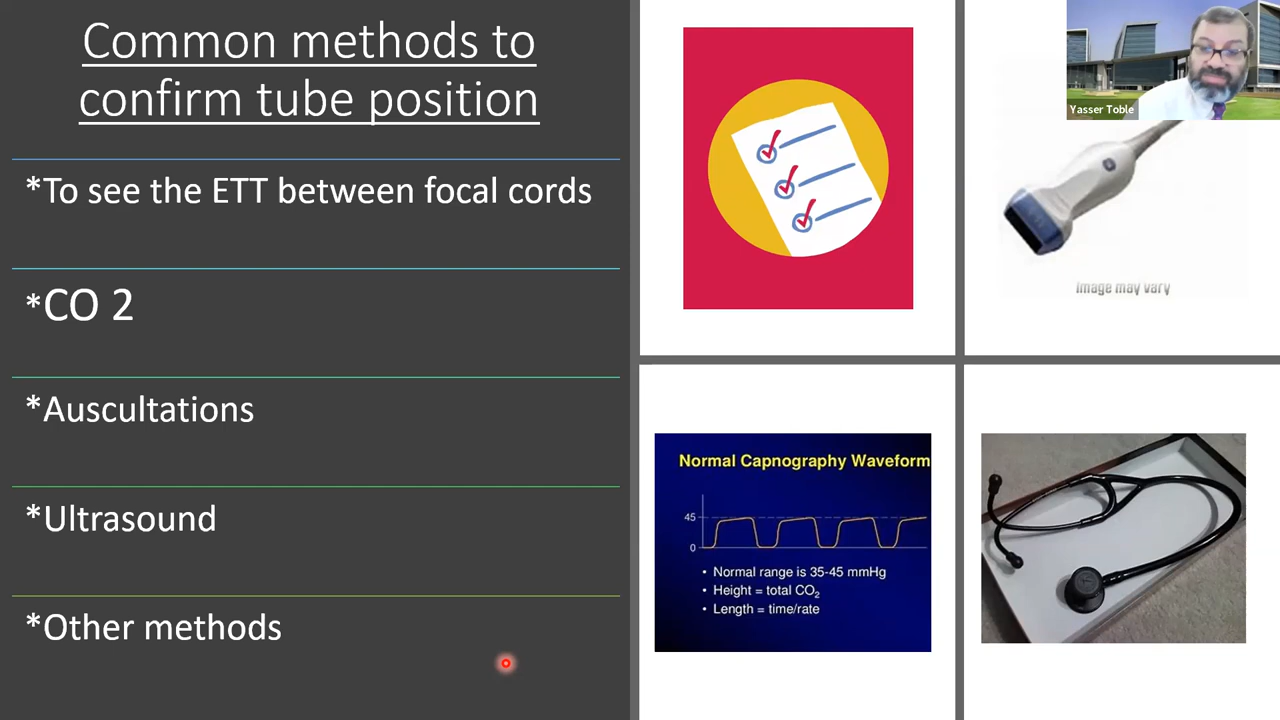 Common methods to
confirm tube position
*To see the ETT between focal cords
*CO 2
*Auscultations
*Ultrasound
*Other methods
Yasser Toble
image may vary
Normal Capnography Waveform
45
0
• Normal range is 35-45 mmHg
• Height = total CO₂
• Length = time/rate